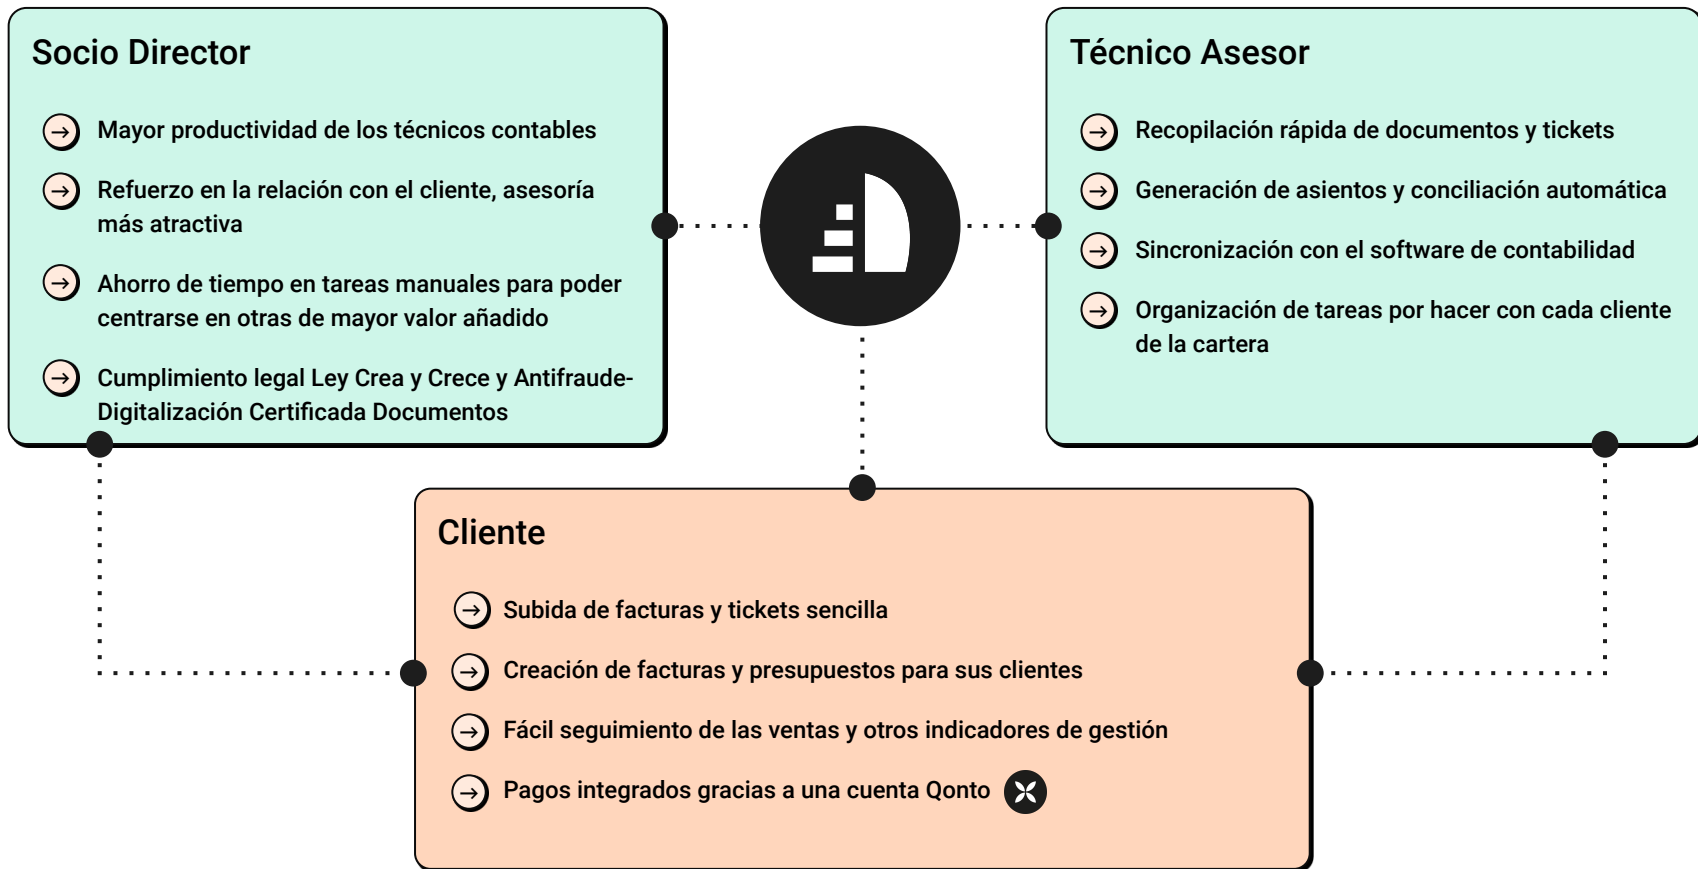 Socio Director
Mayor productividad de los técnicos contables
Refuerzo en la relación con el cliente, asesoría
más atractiva
Ahorro de tiempo en tareas manuales para poder
centrarse en otras de mayor valor añadido
Cumplimiento legal Ley Crea y Crece y Antifraude-
Digitalización Certificada Documentos
Técnico Asesor
Recopilación rápida de documentos y tickets
Generación de asientos y conciliación automática
Sincronización con el software de contabilidad
Organización de tareas por hacer con cada cliente
de la cartera
Cliente
Subida de facturas y tickets sencilla
Creación de facturas y presupuestos para sus clientes
Fácil seguimiento de las ventas y otros indicadores de gestión
Pagos integrados gracias a una cuenta Qonto